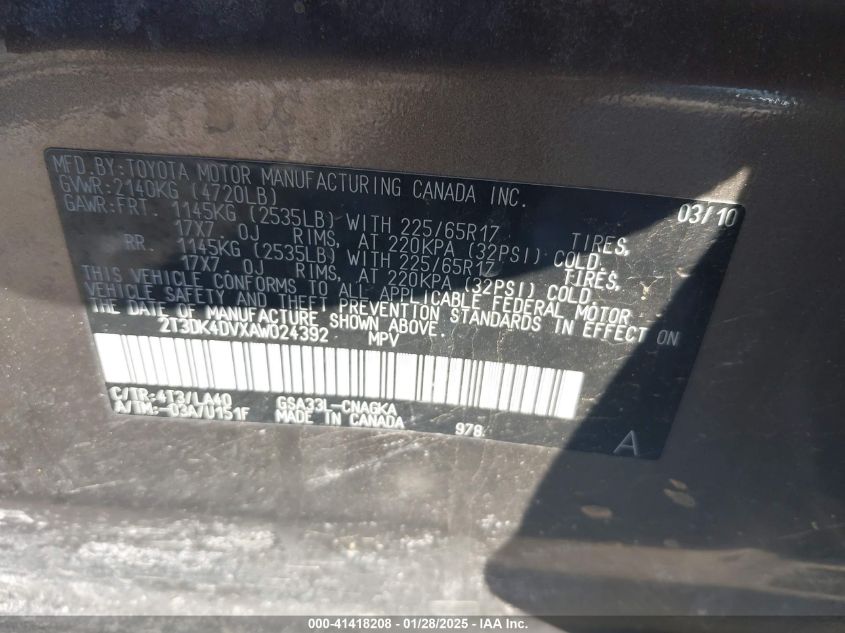 MFD.BY:TOYOTA MOTOR MANUFACTURING CANADA INC.
GVWR:2140KG (4720LB) 03/10
GAWR:FRT. 1145KG (2535LB) WITH 225/65R17 TIRES,
17X7.0J RIMS, AT 220KPA (32PSI) COLD.
RR. 1145KG (2535LB) WITH 225/65R17 TIRES,
17X7.0J RIMS, AT 220KPA (32PSI) COLD.
THIS VEHICLE CONFORMS TO ALL APPLICABLE FEDERAL MOTOR
VEHICLE SAFETY AND THEFT PREVENTION STANDARDS IN EFFECT ON
THE DATE OF MANUFACTURE SHOWN ABOVE.
2T3DK4DVXAW024392 MPV
C/TR:4T3/LA40 GSA33L-CNAGKA
A/TM:-03A/U151F MADE IN CANADA 978
A
000-41418208 - 01/28/2025 - IAA Inc.